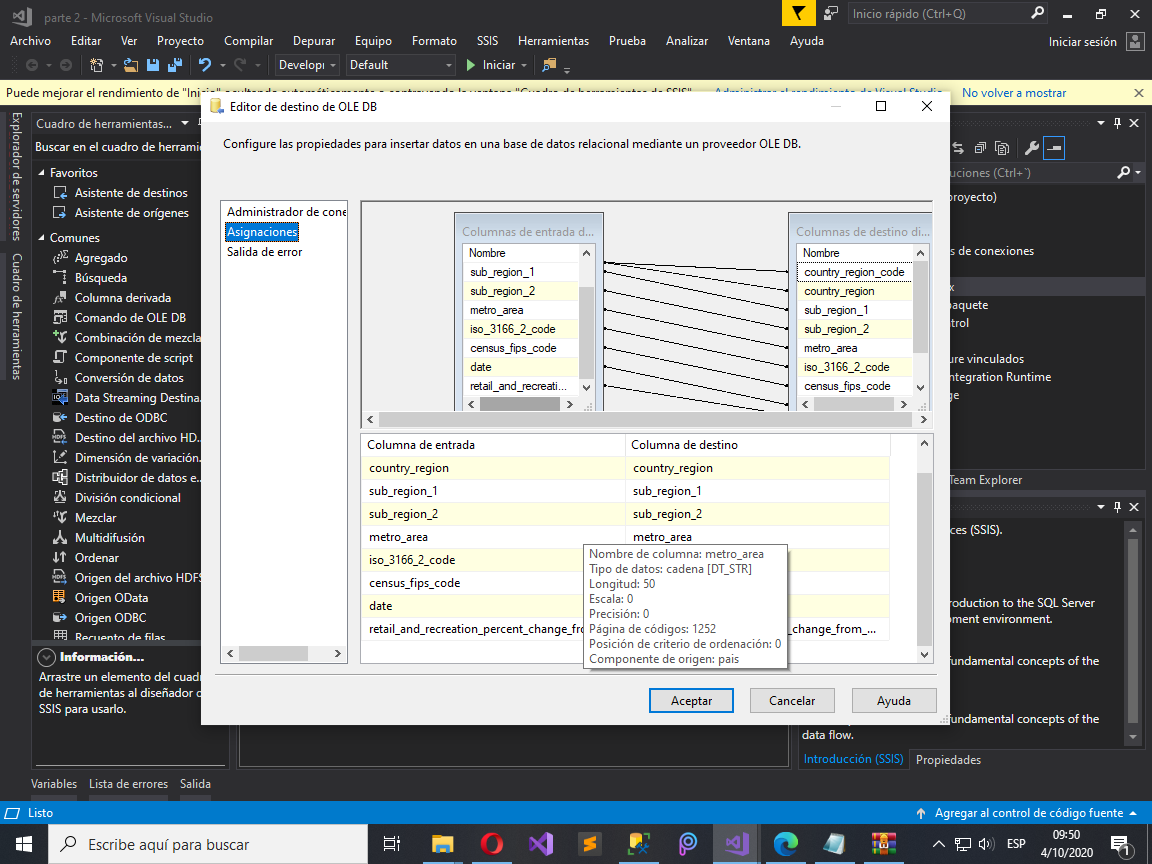 parte 2 - Microsoft Visual Studio
Inicio rápido (Ctrl+Q)
Archivo Editar Ver Proyecto Compilar Depurar Equipo Formato SSIS Herramientas Prueba Analizar Ventana Ayuda
Iniciar sesión
Develop Default Iniciar
Puede mejorar el rendimiento de "Inicio"
No volver a mostrar
Explorador de servidores
Cuadro de herramientas
Cuadro de herramientas...
Buscar en el cuadro de herramie
Favoritos
Asistente de destinos
Asistente de orígenes
Comunes
Agregado
Búsqueda
Columna derivada
Comando de OLE DB
Combinación de mezcla
Componente de script
Conversión de datos
Data Streaming Destina
Destino de ODBC
Destino del archivo HD..
Dimensión de variación..
Distribuidor de datos e..
División condicional
Mezclar
Multidifusión
Ordenar
Origen del archivo HDFS
Origen OData
Origen ODBC
Recuento de filas
Información...
Arrastre un elemento del cuad
de herramientas al diseñador d
SSIS para usarlo.
Editor de destino de OLE DB
Configure las propiedades para insertar datos en una base de datos relacional mediante un proveedor OLE DB.
Administrador de cone
Asignaciones
Salida de error
Columnas de entrada d...
Nombre
sub_region_1
sub_region_2
metro_area
iso_3166_2_code
census_fips_code
date
retail_and_recreati...
Columnas de destino di...
Nombre
country_region_code
country_region
sub_region_1
sub_region_2
metro_area
iso_3166_2_code
census_fips_code
Columna de entrada Columna de destino
country_region country_region
sub_region_1 sub_region_1
sub_region_2 sub_region_2
metro_area metro_area
iso_3166_2_code
census_fips_code
date
retail_and_recreation_percent_change_fro
_change_from_...
Nombre de columna: metro_area
Tipo de datos: cadena [DT_STR]
Longitud: 50
Escala: 0
Precisión: 0
Página de códigos: 1252
Posición de criterio de ordenación: 0
Componente de origen: pais
Aceptar Cancelar Ayuda
uciones (Ctrl+´)
proyecto)
s de conexiones
x
aquete
trol
ure vinculados
ntegration Runtime
ge
Team Explorer
ces (SSIS).
roduction to the SQL Server
pment environment.
fundamental concepts of the
fundamental concepts of the
data flow.
Introducción (SSIS) Propiedades
Variables Lista de errores Salida
Listo
Agregar al control de código fuente
Escribe aquí para buscar
ESP
09:50
4/10/2020
1